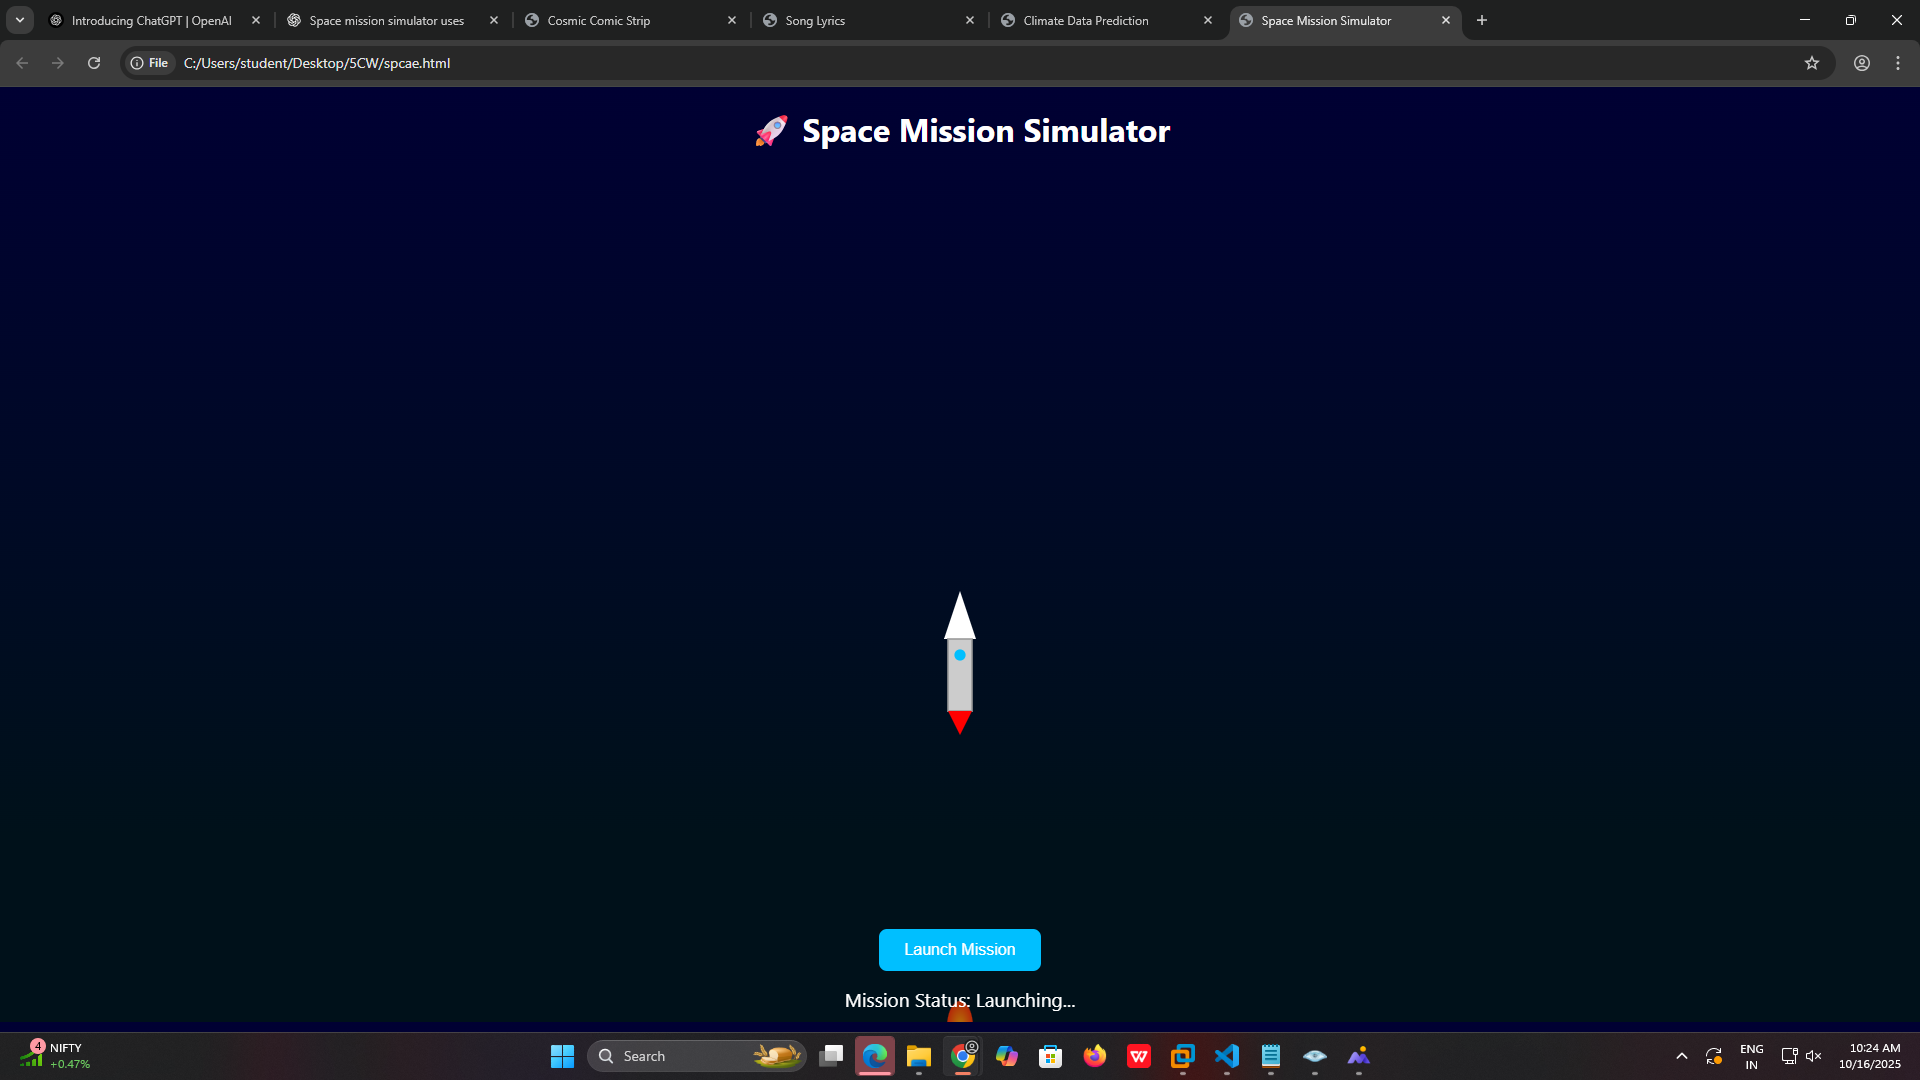 Introducing ChatGPT | OpenAI
Space mission simulator uses
Cosmic Comic Strip
Song Lyrics
Climate Data Prediction
Space Mission Simulator
File
C:/Users/student/Desktop/5CW/spcae.html
🚀 Space Mission Simulator
Launch Mission
Mission Status: Launching...
4
NIFTY
+0.47%
Search
W
ENG
IN
10:24 AM
10/16/2025